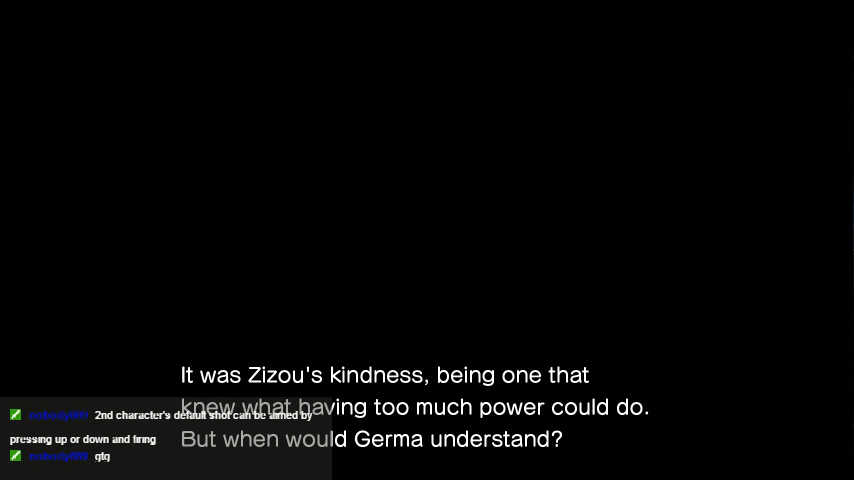 It was Zizou's kindness, being one that
knew what having too much power could do.
But when would Germa understand?
2nd character's default shot can be aimed by
pressing up or down and firing
gtg